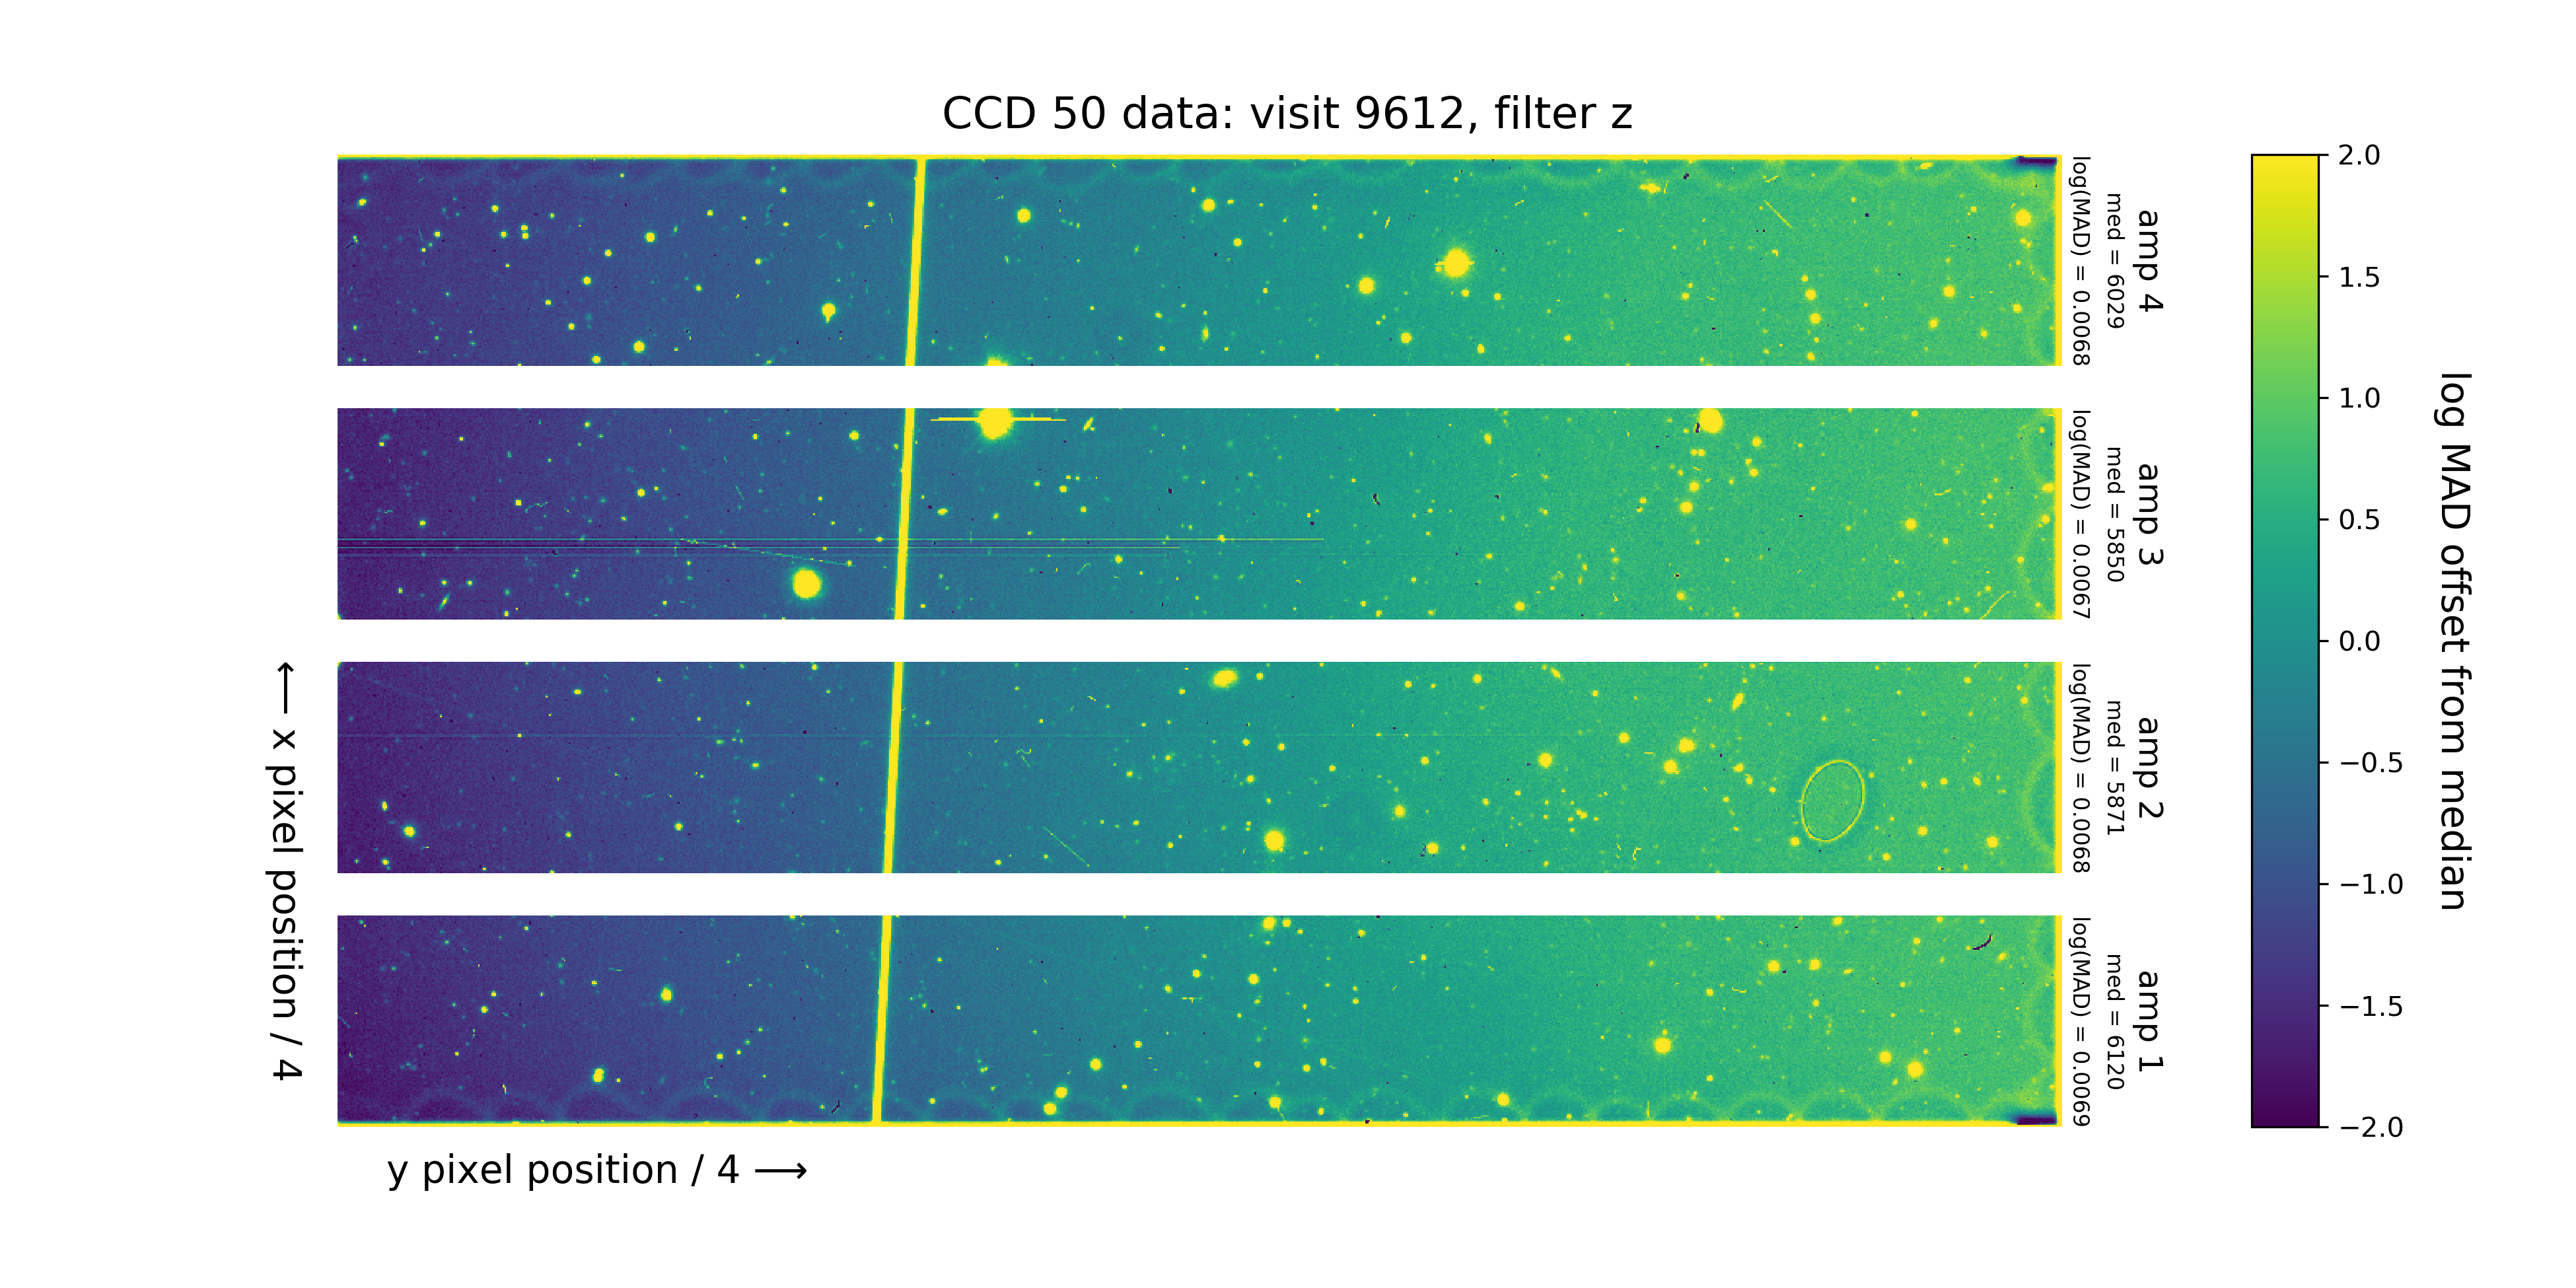 CCD 50 data: visit 9612, filter z
amp 4
med = 6029
log(MAD) = 0.0068
amp 3
med = 5850
log(MAD) = 0.0067
amp 2
med = 5871
log(MAD) = 0.0068
amp 1
med = 6120
log(MAD) = 0.0069
⟵ x pixel position / 4
y pixel position / 4 ⟶
2.0
1.5
1.0
0.5
0.0
−0.5
−1.0
−1.5
−2.0
log MAD offset from median